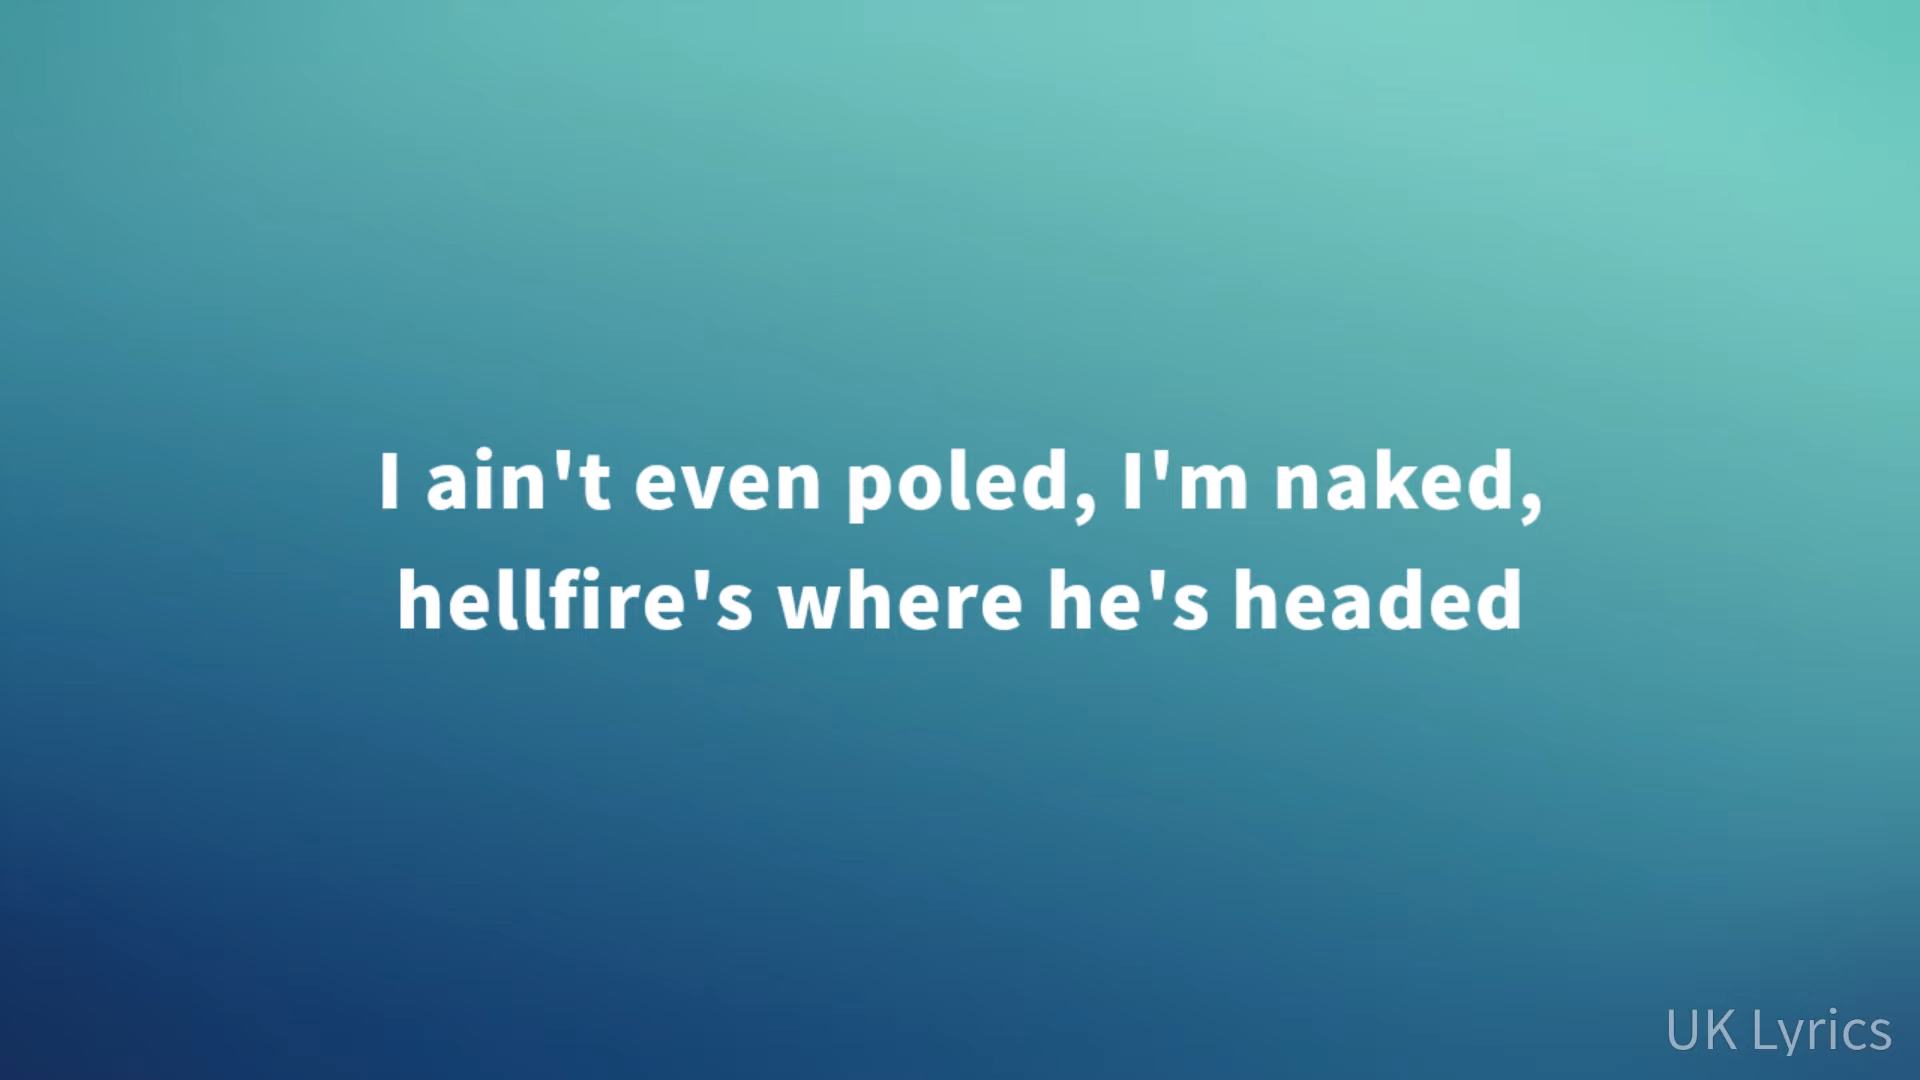 I ain't even poled, I'm naked,
hellfire's where he's headed
UK Lyrics